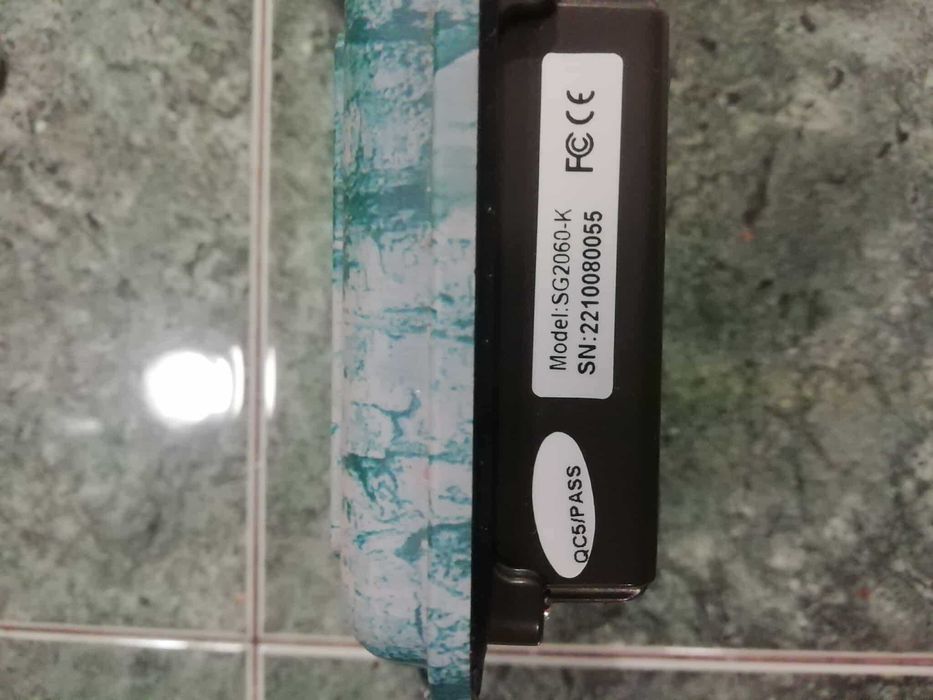 Model:SG2060-K
SN:2210080055
FC CE
QC5/PASS